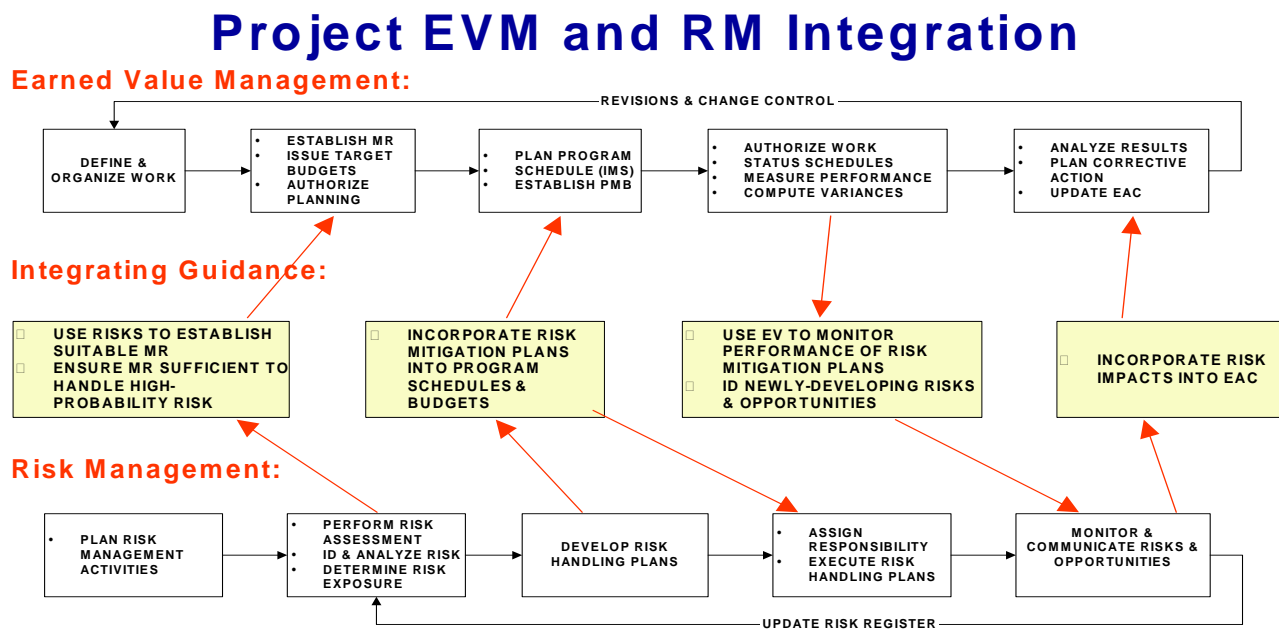 Project EVM and RM Integration
Earned Value Management:
REVISIONS & CHANGE CONTROL
DEFINE &
ORGANIZE WORK
• ESTABLISH MR
• ISSUE TARGET
BUDGETS
• AUTHORIZE
PLANNING
• PLAN PROGRAM
• SCHEDULE (IMS)
• ESTABLISH PMB
• AUTHORIZE WORK
• STATUS SCHEDULES
• MEASURE PERFORMANCE
• COMPUTE VARIANCES
• ANALYZE RESULTS
• PLAN CORRECTIVE
ACTION
• UPDATE EAC
Integrating Guidance:
USE RISKS TO ESTABLISH
SUITABLE MR
ENSURE MR SUFFICIENT TO
HANDLE HIGH-
PROBABILITY RISK
INCORPORATE RISK
MITIGATION PLANS
INTO PROGRAM
SCHEDULES &
BUDGETS
USE EV TO MONITOR
PERFORMANCE OF RISK
MITIGATION PLANS
ID NEWLY-DEVELOPING RISKS
& OPPORTUNITIES
INCORPORATE RISK
IMPACTS INTO EAC
Risk Management:
• PLAN RISK
MANAGEMENT
ACTIVITIES
• PERFORM RISK
ASSESSMENT
• ID & ANALYZE RISK
• DETERMINE RISK
EXPOSURE
DEVELOP RISK
HANDLING PLANS
• ASSIGN
RESPONSIBILITY
• EXECUTE RISK
HANDLING PLANS
MONITOR &
COMMUNICATE RISKS &
OPPORTUNITIES
UPDATE RISK REGISTER